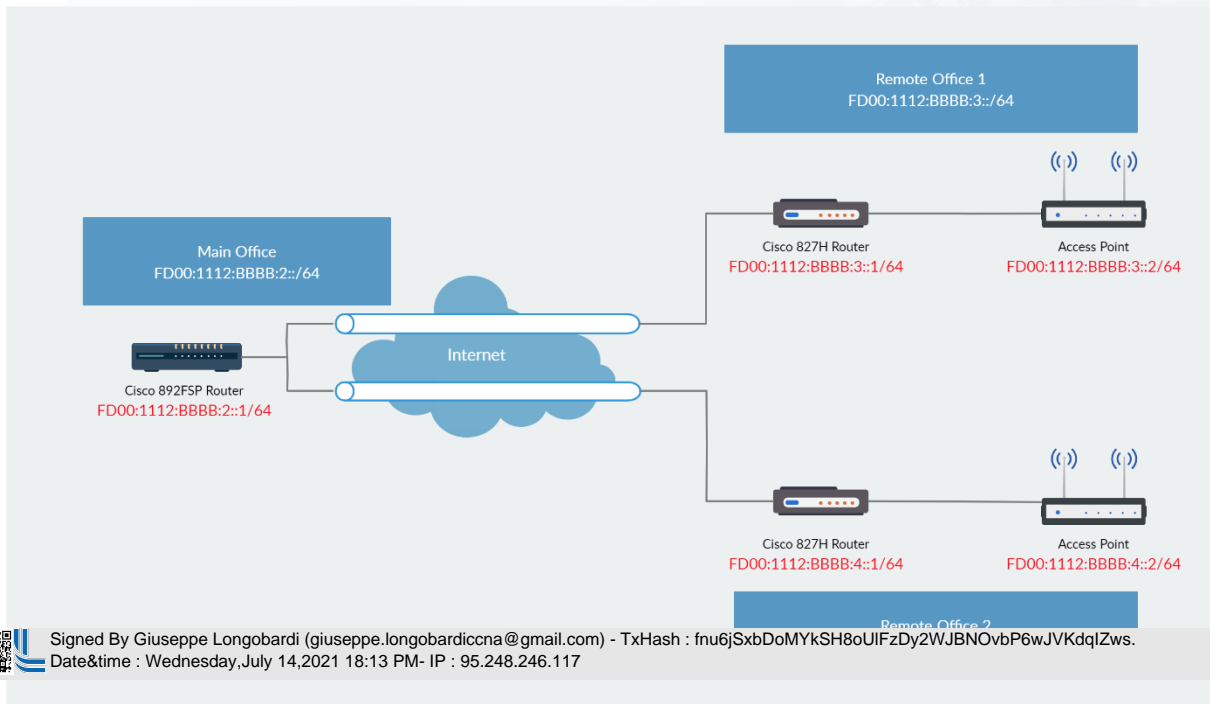 Remote Office 1
FD00:1112:BBBB:3::/64
Main Office
FD00:1112:BBBB:2::/64
Cisco 827H Router
FD00:1112:BBBB:3::1/64
Access Point
FD00:1112:BBBB:3::2/64
Internet
Cisco 892FSP Router
FD00:1112:BBBB:2::1/64
Cisco 827H Router
FD00:1112:BBBB:4::1/64
Access Point
FD00:1112:BBBB:4::2/64
Remote Office 2
Signed By Giuseppe Longobardi (giuseppe.longobardiccna@gmail.com) - TxHash : fnu6jSxbDoMYkSH8oUlFzDy2WJBNOvbP6wJVKdqIZws.
Date&time : Wednesday,July 14,2021 18:13 PM- IP : 95.248.246.117